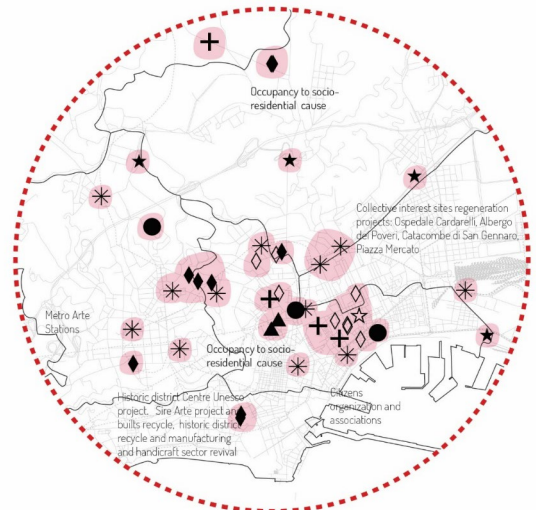 Occupancy to socio-
residential cause
Collective interest sites regeneration
projects: Ospedale Cardarelli, Albergo
dei Poveri, Catacombe di San Gennaro,
Piazza Mercato
Metro Arte
Stations
Occupancy to socio-
residential cause
Historic district Centre Unesco
project. Sire Arte project and
builts recycle, historic district
recycle and manufacturing
and handicraft sector revival
Citizens
organization and
associations